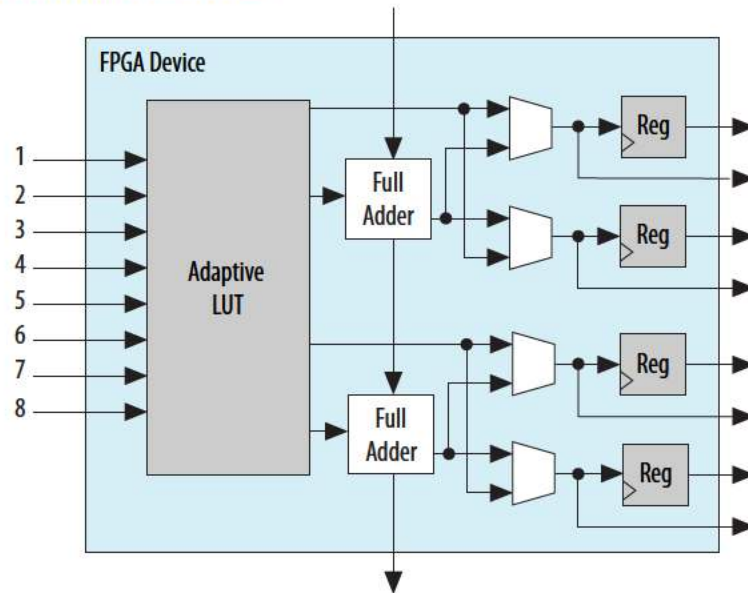 FPGA Device
1
2
3
4
5
6
7
8
Adaptive
LUT
Full
Adder
Full
Adder
Reg
Reg
Reg
Reg